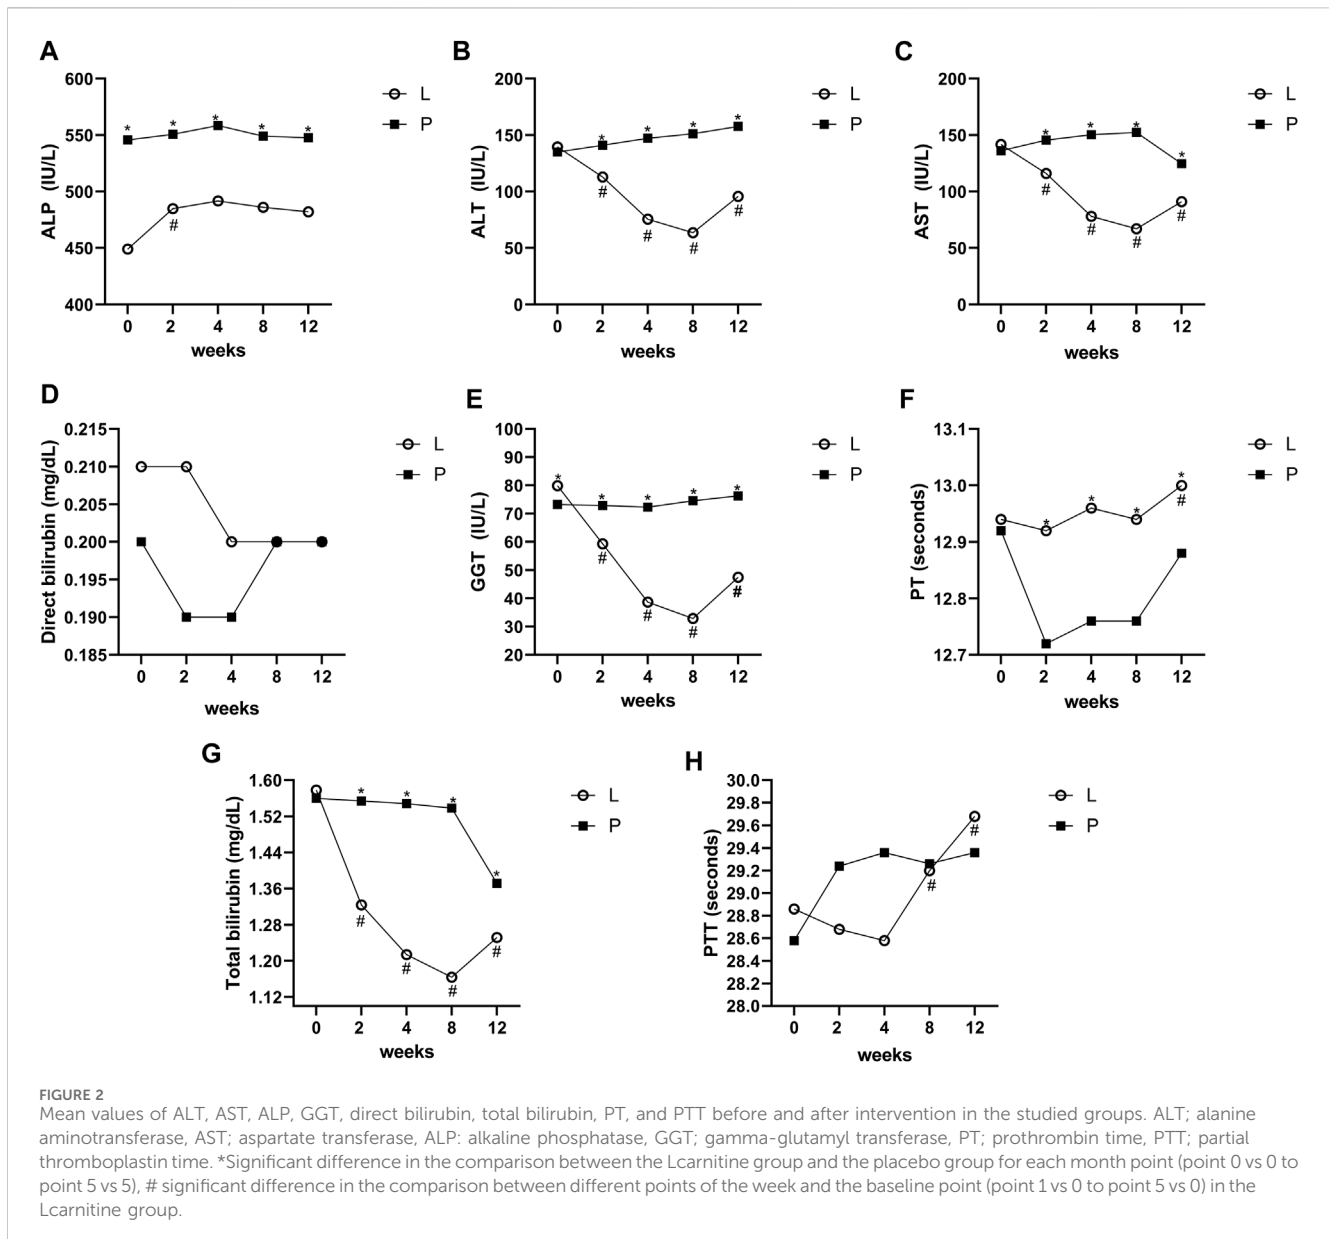 A
600
550
500
450
400
ALP (IU/L)
* * * * *
#
0 2 4 8 12
weeks
L
P
B
200
150
100
50
0
ALT (IU/L)
* * * *
# # # #
0 2 4 8 12
weeks
L
P
C
200
150
100
50
0
AST (IU/L)
* * * *
# # # #
0 2 4 8 12
weeks
L
P
D
0.215
0.210
0.205
0.200
0.195
0.190
0.185
Direct bilirubin (mg/dL)
0 2 4 8 12
weeks
L
P
E
100
90
80
70
60
50
40
30
20
GGT (IU/L)
* * * * *
# # # #
0 2 4 8 12
weeks
L
P
F
13.1
13.0
12.9
12.8
12.7
PT (seconds)
* * * *
#
0 2 4 8 12
weeks
L
P
G
1.60
1.52
1.44
1.36
1.28
1.20
1.12
Total bilirubin (mg/dL)
* * * *
# # # #
0 2 4 8 12
weeks
L
P
H
30.0
29.8
29.6
29.4
29.2
29.0
28.8
28.6
28.4
28.2
28.0
PTT (seconds)
# #
0 2 4 8 12
weeks
L
P
FIGURE 2
Mean values of ALT, AST, ALP, GGT, direct bilirubin, total bilirubin, PT, and PTT before and after intervention in the studied groups. ALT; alanine
aminotransferase, AST; aspartate transferase, ALP: alkaline phosphatase, GGT; gamma-glutamyl transferase, PT; prothrombin time, PTT; partial
thromboplastin time. *Significant difference in the comparison between the Lcarnitine group and the placebo group for each month point (point 0 vs 0 to
point 5 vs 5), # significant difference in the comparison between different points of the week and the baseline point (point 1 vs 0 to point 5 vs 0) in the
Lcarnitine group.